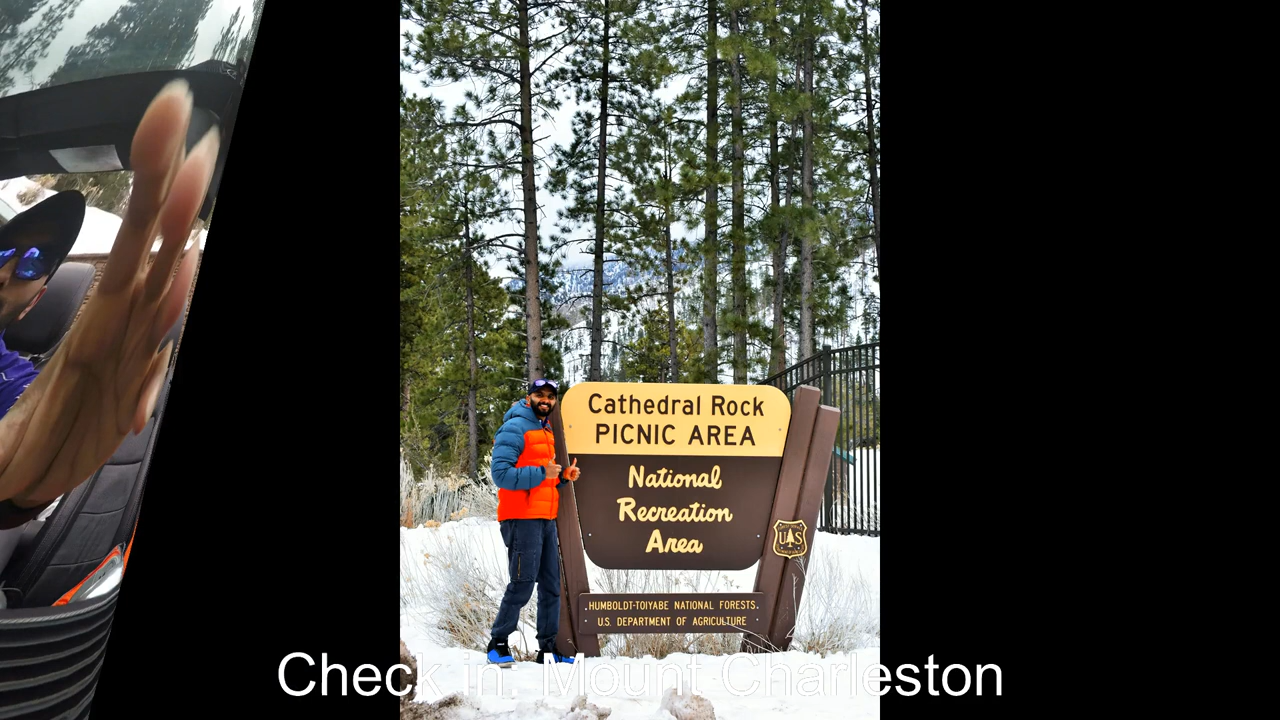 Cathedral Rock
PICNIC AREA
National
Recreation
Area
U S
HUMBOLDT-TOIYABE NATIONAL FORESTS.
U.S. DEPARTMENT OF AGRICULTURE
Check in: Mount Charleston